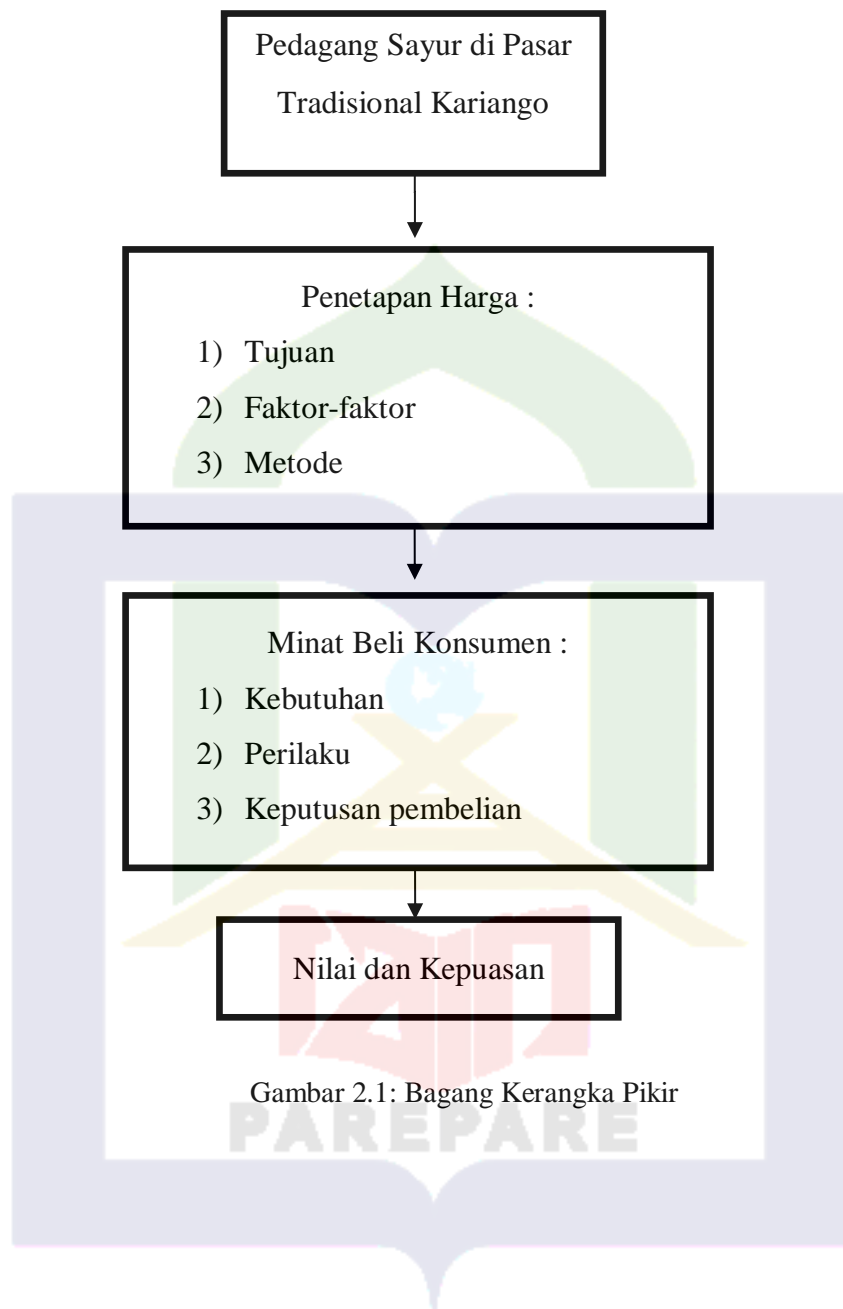 Pedagang Sayur di Pasar
Tradisional Kariango
Penetapan Harga :
1) Tujuan
2) Faktor-faktor
3) Metode
Minat Beli Konsumen :
1) Kebutuhan
2) Perilaku
3) Keputusan pembelian
Nilai dan Kepuasan
Gambar 2.1: Bagang Kerangka Pikir
PAREPARE